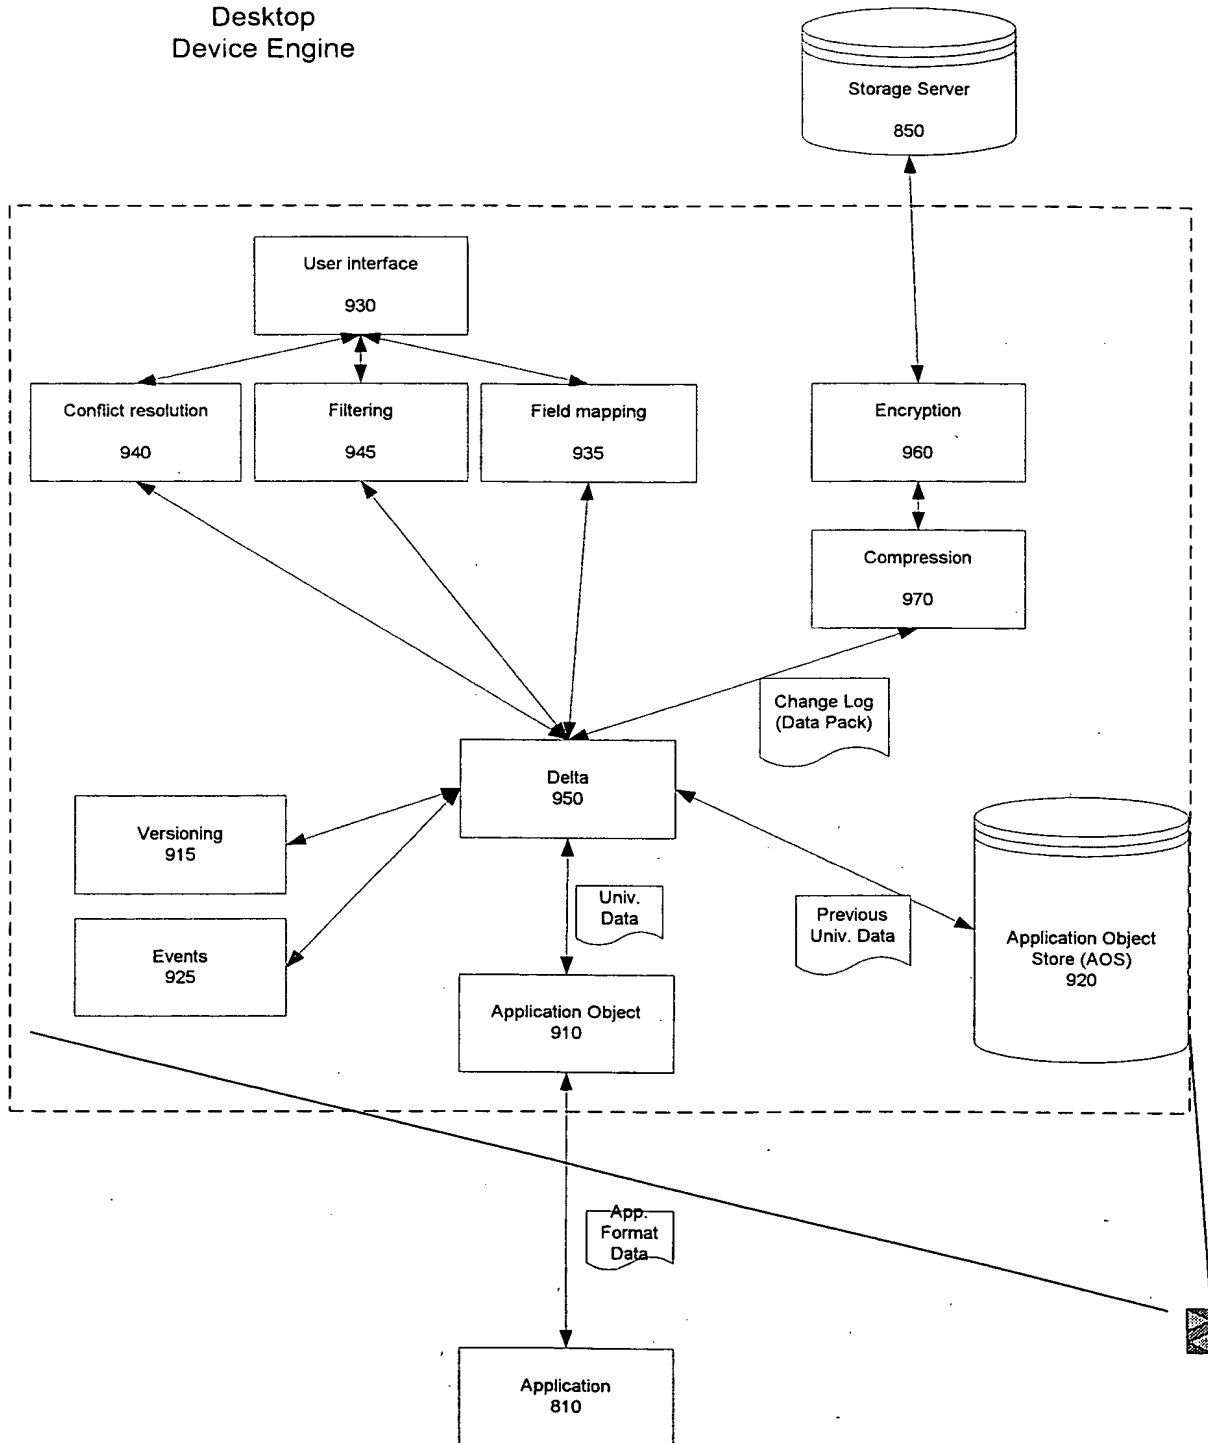 Desktop
Device Engine
Storage Server
850
User interface
930
Conflict resolution
940
Filtering
945
Field mapping
935
Encryption
960
Compression
970
Change Log
(Data Pack)
Delta
950
Versioning
915
Events
925
Univ.
Data
Previous
Univ. Data
Application Object
Store (AOS)
920
Application Object
910
App.
Format
Data
Application
810